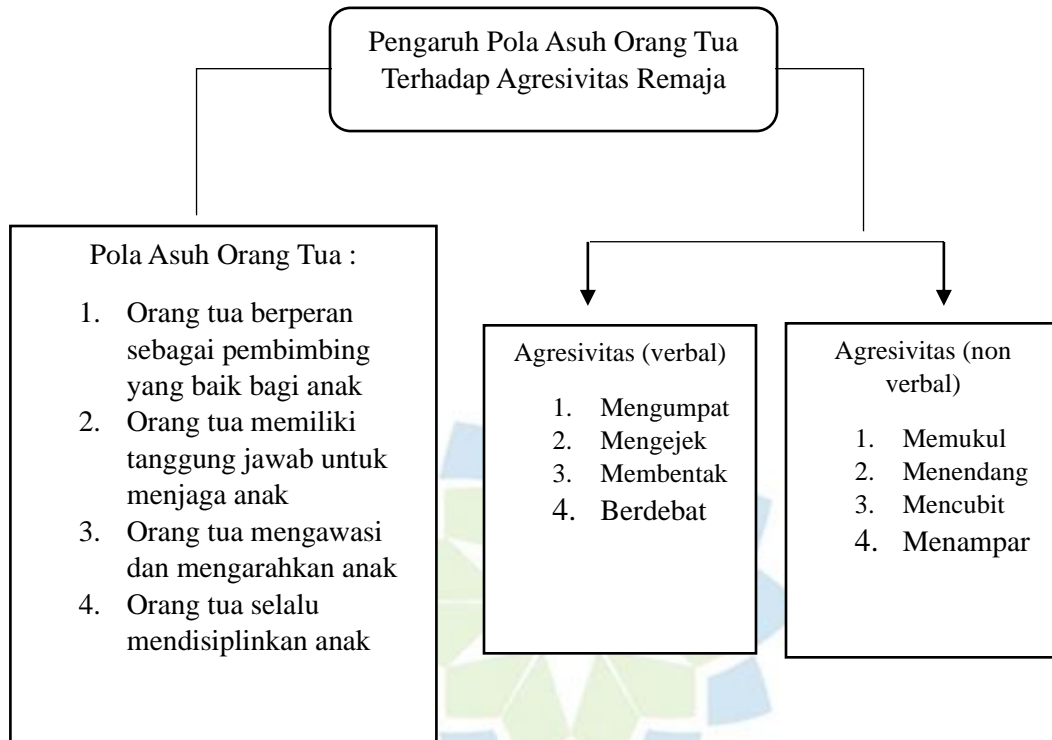 Pengaruh Pola Asuh Orang Tua
Terhadap Agresivitas Remaja
Pola Asuh Orang Tua :
1. Orang tua berperan
sebagai pembimbing
yang baik bagi anak
2. Orang tua memiliki
tanggung jawab untuk
menjaga anak
3. Orang tua mengawasi
dan mengarahkan anak
4. Orang tua selalu
mendisiplinkan anak
Agresivitas (verbal)
1. Mengumpat
2. Mengejek
3. Membentak
4. Berdebat
Agresivitas (non
verbal)
1. Memukul
2. Menendang
3. Mencubit
4. Menampar